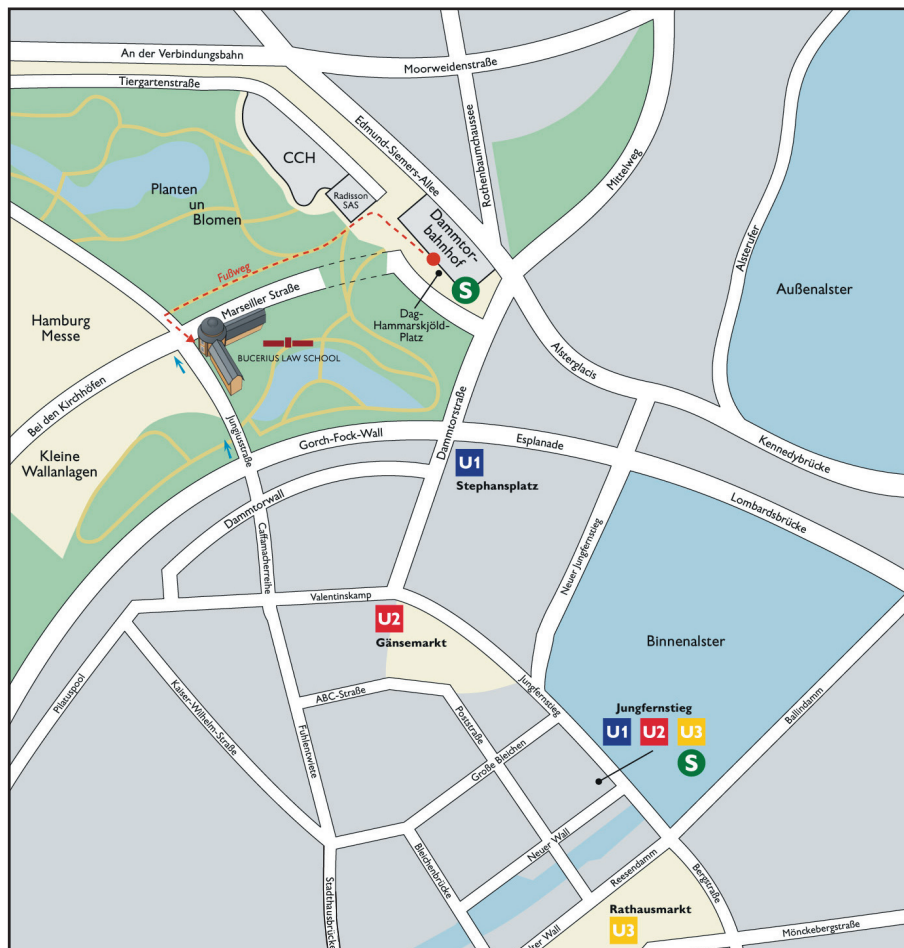 An der Verbindungsbahn
Moorweidenstraße
Tiergartenstraße
Edmund-Siemers-Allee
Rothenbaumchaussee
Mittelweg
CCH
Radisson
SAS
Planten
un
Blomen
Dammtor-
bahnhof
Alsterufer
Fußweg
S
Außenalster
Marseiller Straße
Dag-
Hammarskjöld-
Platz
Hamburg
Messe
BUCERIUS LAW SCHOOL
Alsterglacis
Bei den Kirchhöfen
Jungiusstraße
Dammtorstraße
Kennedybrücke
Gorch-Fock-Wall
Esplanade
Kleine
Wallanlagen
U1
Stephansplatz
Lombardsbrücke
Dammtorwall
Caffamacherreihe
Neuer Jungfernstieg
Valentinskamp
U2
Gänsemarkt
Binnenalster
Pilatuspool
Kaiser-Wilhelm-Straße
ABC-Straße
Jungfernstieg
Poststraße
Fuhlentwiete
Große Bleichen
Jungfernstieg
U1 U2 U3
S
Ballindamm
Bleichenbrücke
Neuer Wall
Reesendamm
Bergstraße
Stadthausbrücke
Wall
Rathausmarkt
U3
Mönckebergstraße